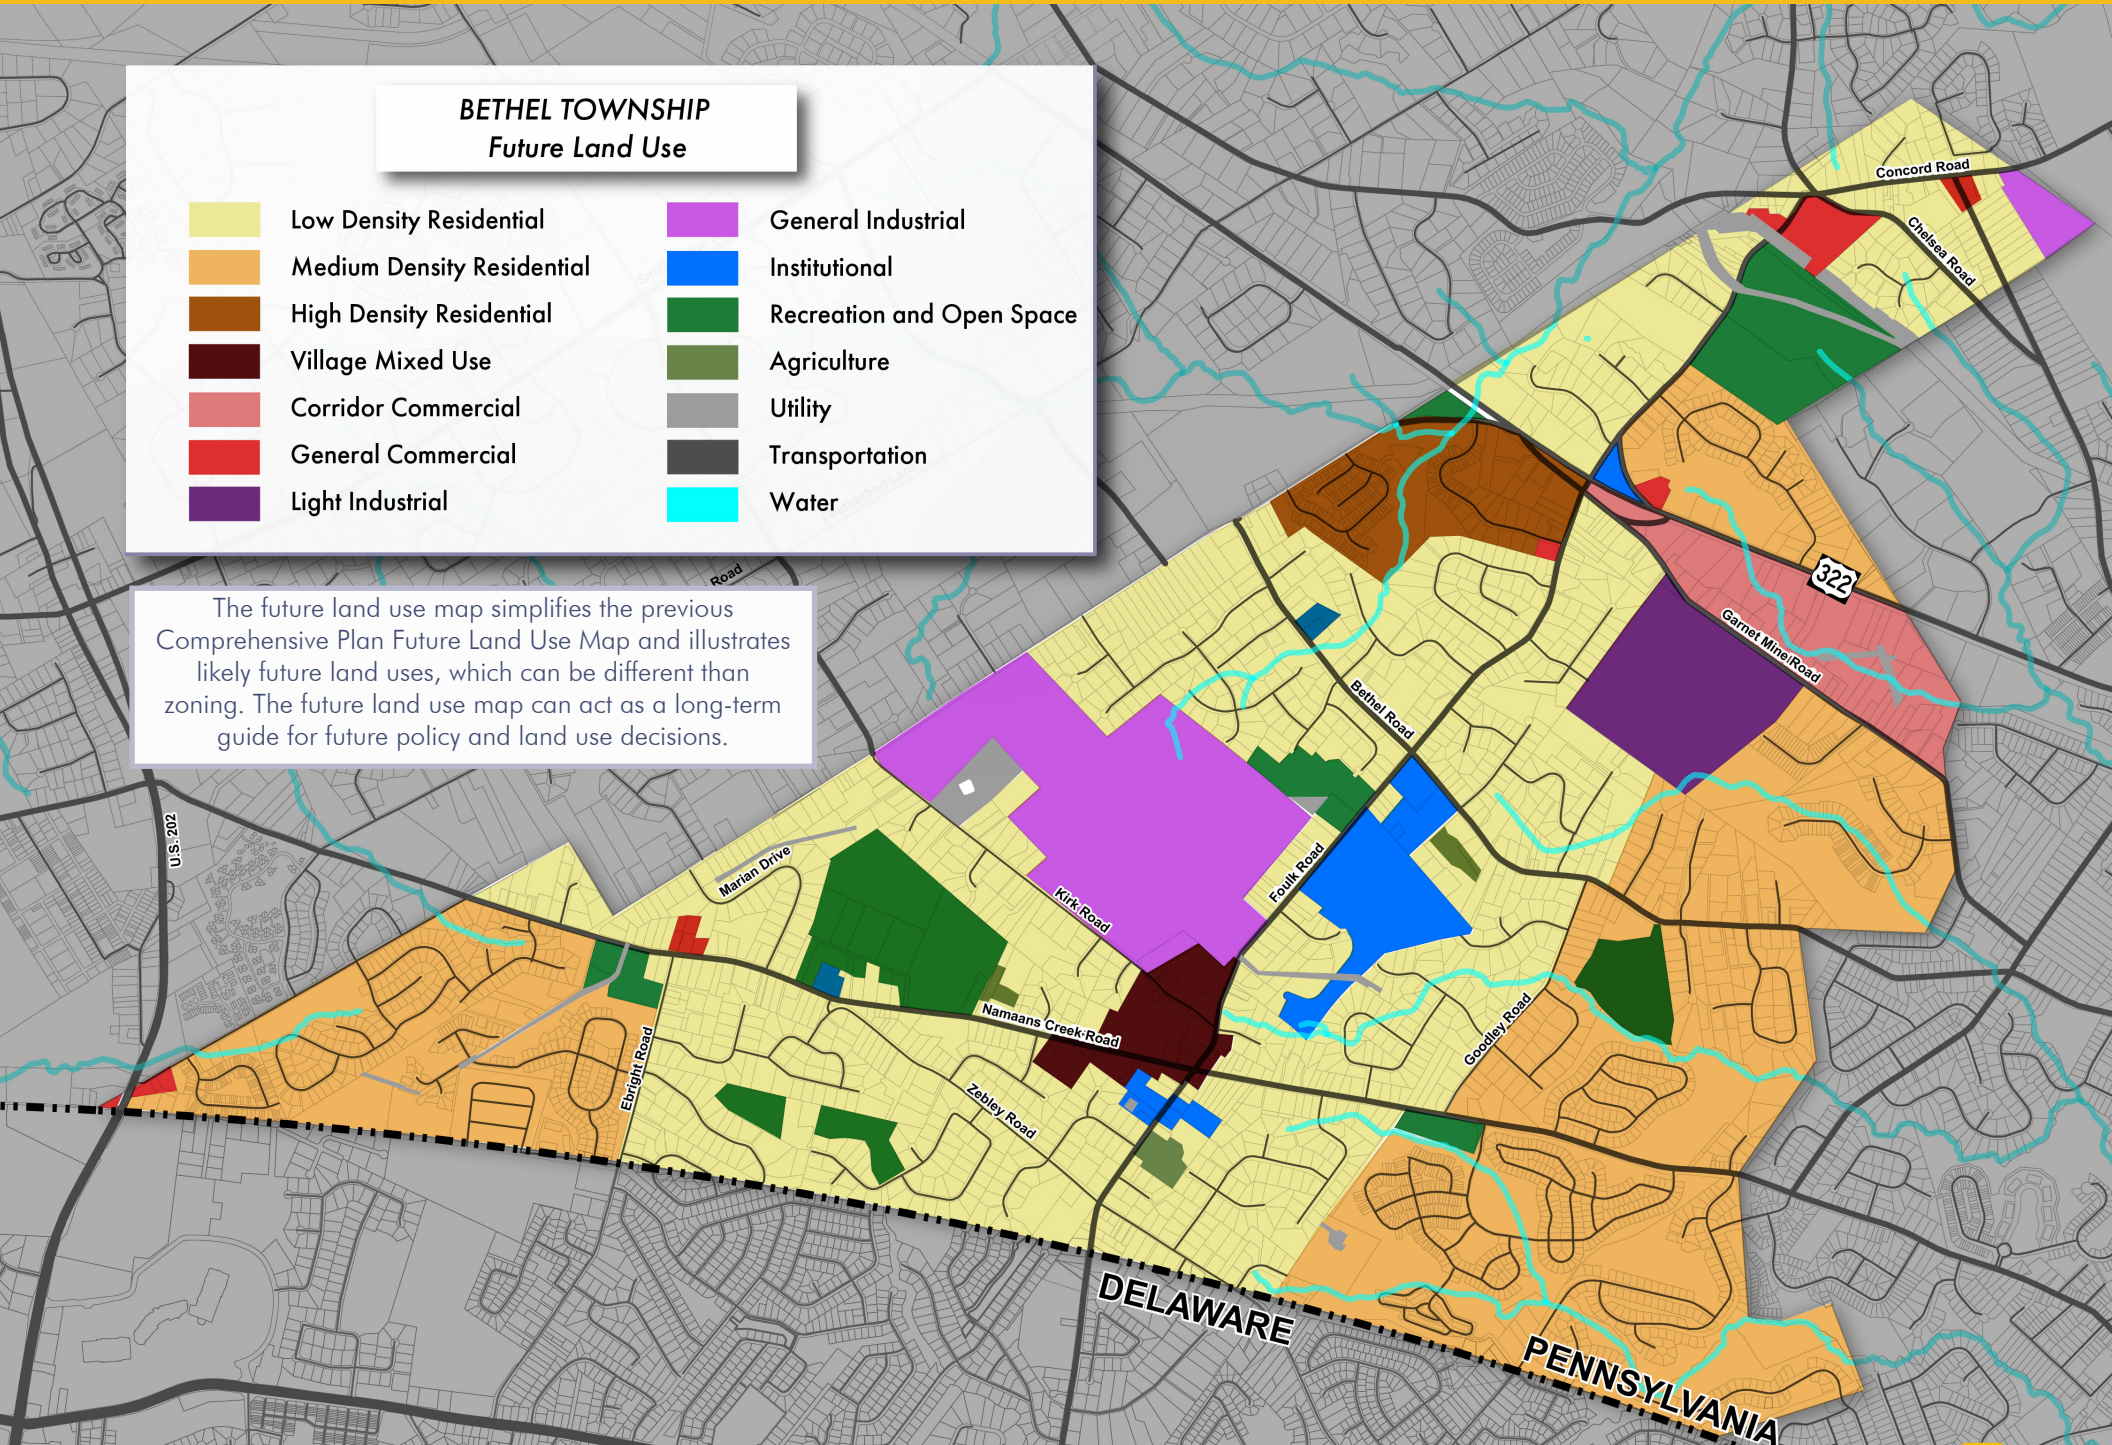 BETHEL TOWNSHIP
Future Land Use
Low Density Residential
Medium Density Residential
High Density Residential
Village Mixed Use
Corridor Commercial
General Commercial
Light Industrial
General Industrial
Institutional
Recreation and Open Space
Agriculture
Utility
Transportation
Water
The future land use map simplifies the previous
Comprehensive Plan Future Land Use Map and illustrates
likely future land uses, which can be different than
zoning. The future land use map can act as a long-term
guide for future policy and land use decisions.
Road
Concord Road
Chelsea Road
322
Garnet Mine Road
Bethel Road
U.S. 202
Marian Drive
Kirk Road
Foulk Road
Namaans Creek Road
Goodley Road
Ebright Road
Zebley Road
DELAWARE
PENNSYLVANIA